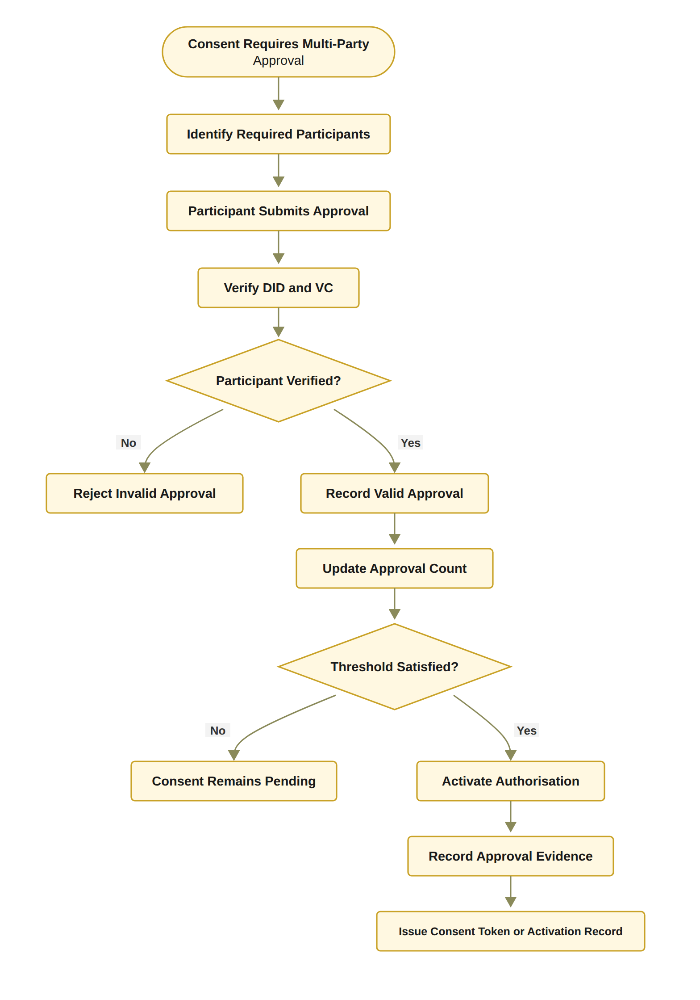 Consent Requires Multi-Party
Approval
Identify Required Participants
Participant Submits Approval
Verify DID and VC
Participant Verified?
No
Yes
Reject Invalid Approval
Record Valid Approval
Update Approval Count
Threshold Satisfied?
No
Yes
Consent Remains Pending
Activate Authorisation
Record Approval Evidence
Issue Consent Token or Activation Record